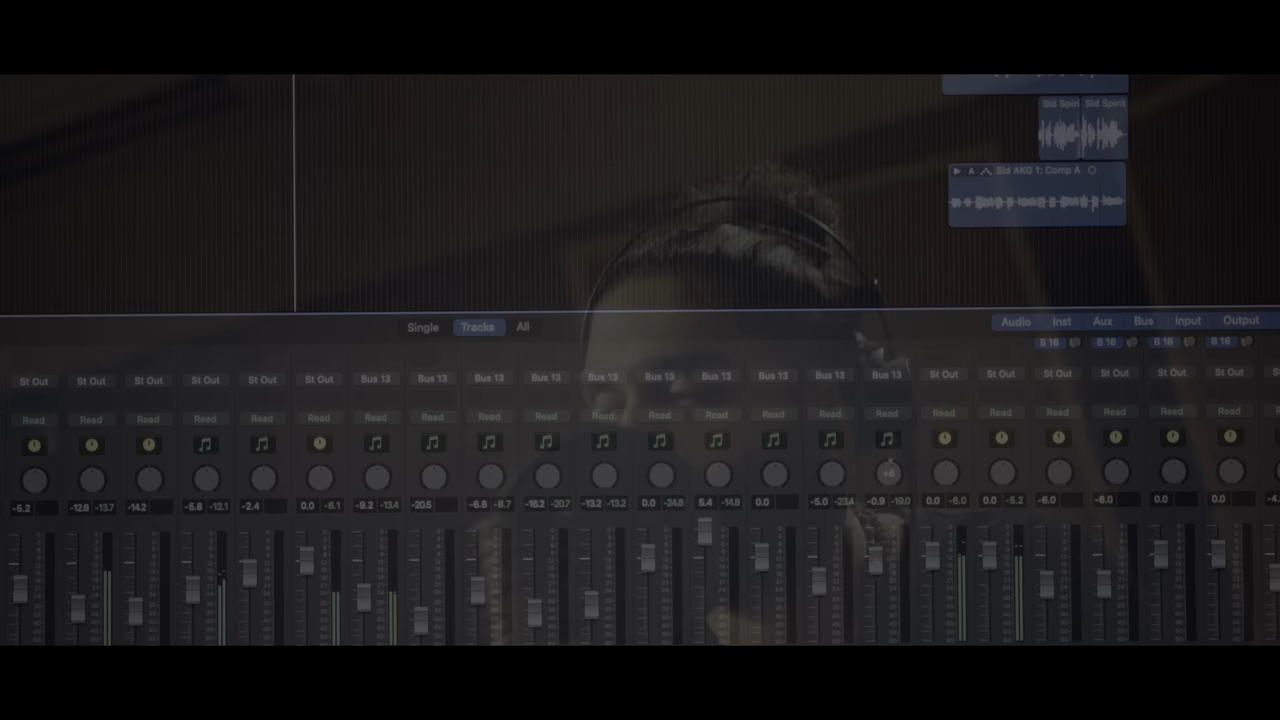 Sid Spiri Sid Spirit
A Sid AKG 1: Comp A
Single Tracks All Audio Inst Aux Bus Input Output
B 16 B 16 B 16 B 16
St Out St Out St Out St Out St Out St Out Bus 13 Bus 13 Bus 13 Bus 13 Bus 13 Bus 13 Bus 13 Bus 13 Bus 13 Bus 13 St Out St Out St Out St Out St Out St Out
Read Read Read Read Read Read Read Read Read Read Read Read Read Read Read Read Read Read Read Read Read Read
+6
-5.2 -12.8 -13.7 -14.2 -5.8 -12.1 -2.4 0.0 -6.1 -9.2 -13.4 -20.5 -6.8 -8.7 -16.2 -20.7 -13.2 -13.2 0.0 -24.8 5.4 -14.8 0.0 -5.0 -23.4 -0.9 -19.0 0.0 -6.0 0.0 -5.2 -6.0 -6.0 0.0 0.0